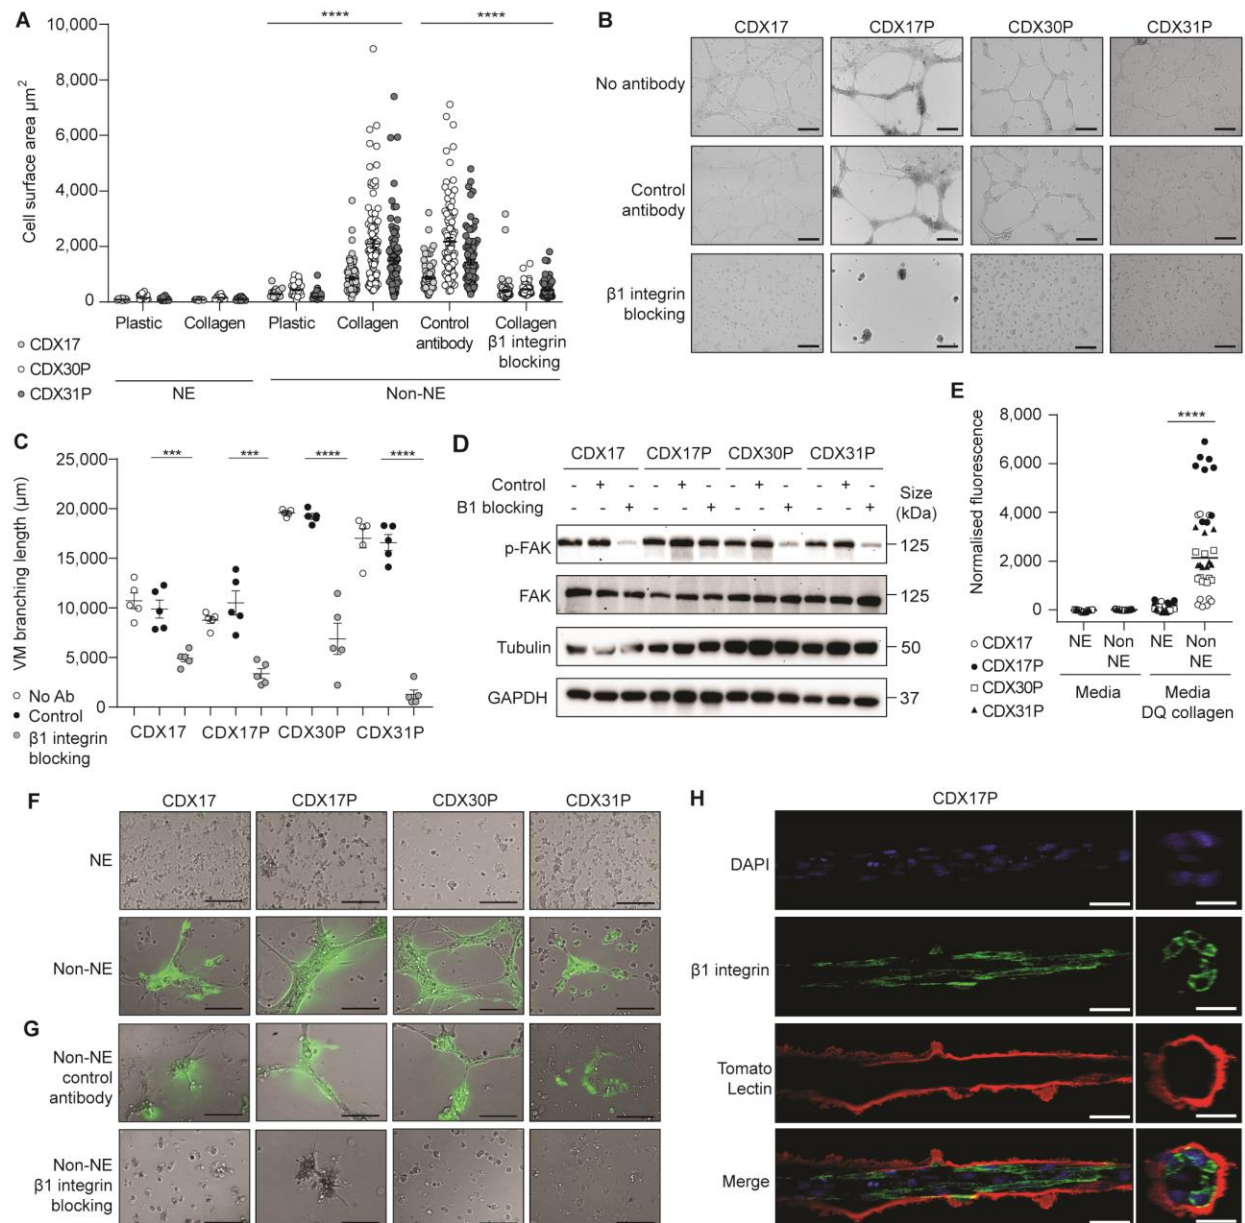 A
****
****
10,000
8,000
6,000
4,000
2,000
0
Cell surface area µm²
Plastic
Collagen
Plastic
Collagen
Control
antibody
Collagen
β1 integrin
blocking
CDX17
CDX30P
CDX31P
NE
Non-NE
B
CDX17
CDX17P
CDX30P
CDX31P
No antibody
Control
antibody
β1 integrin
blocking
C
***
***
****
****
25,000
20,000
15,000
10,000
5,000
0
VM branching length (µm)
No Ab
Control
β1 integrin
blocking
CDX17
CDX17P
CDX30P
CDX31P
D
CDX17
CDX17P
CDX30P
CDX31P
Control
- + - - + - - + - - + -
B1 blocking
- - + - - + - - + - - +
Size
(kDa)
p-FAK
125
FAK
125
Tubulin
50
GAPDH
37
E
****
8,000
6,000
4,000
2,000
0
Normalised fluorescence
NE
Non
NE
NE
Non
NE
Media
Media
DQ collagen
CDX17
CDX17P
CDX30P
CDX31P
F
CDX17
CDX17P
CDX30P
CDX31P
NE
Non-NE
G
Non-NE
control
antibody
Non-NE
β1 integrin
blocking
H
CDX17P
DAPI
β1 integrin
Tomato
Lectin
Merge